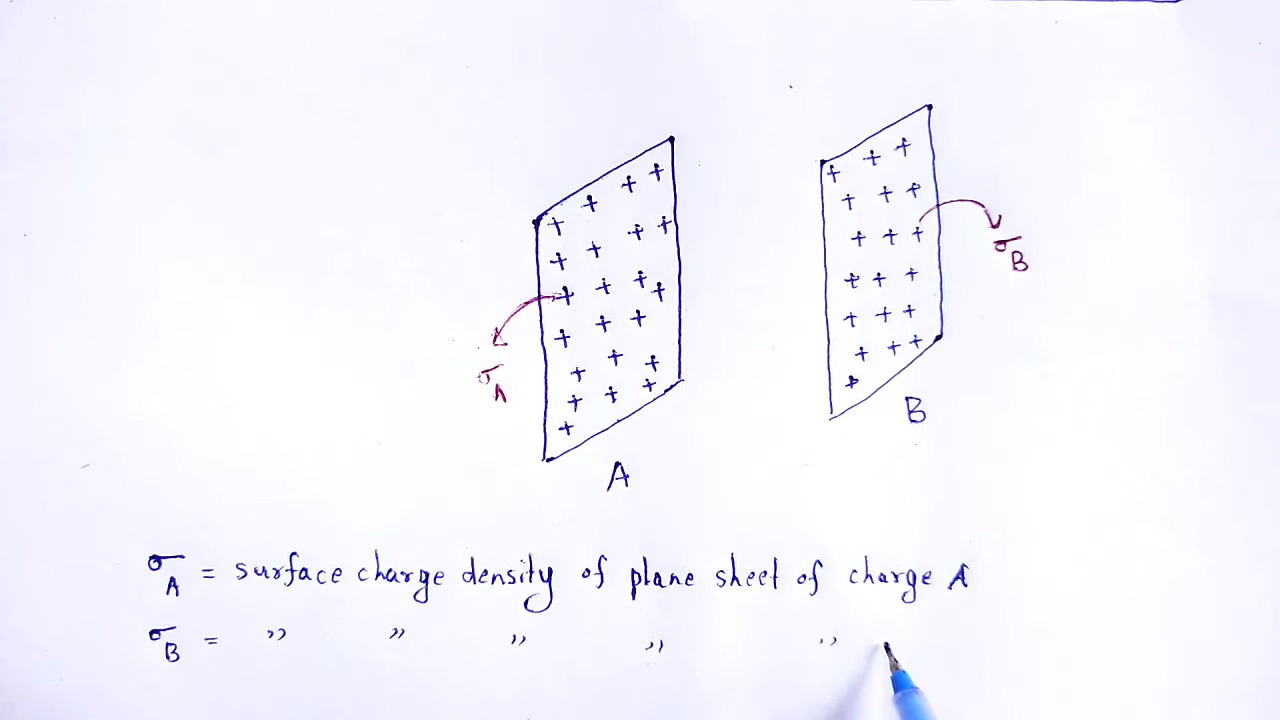 σB
σA
B
A
σA = surface charge density of plane sheet of charge A
σB = ,, ,, ,, ,, ,,